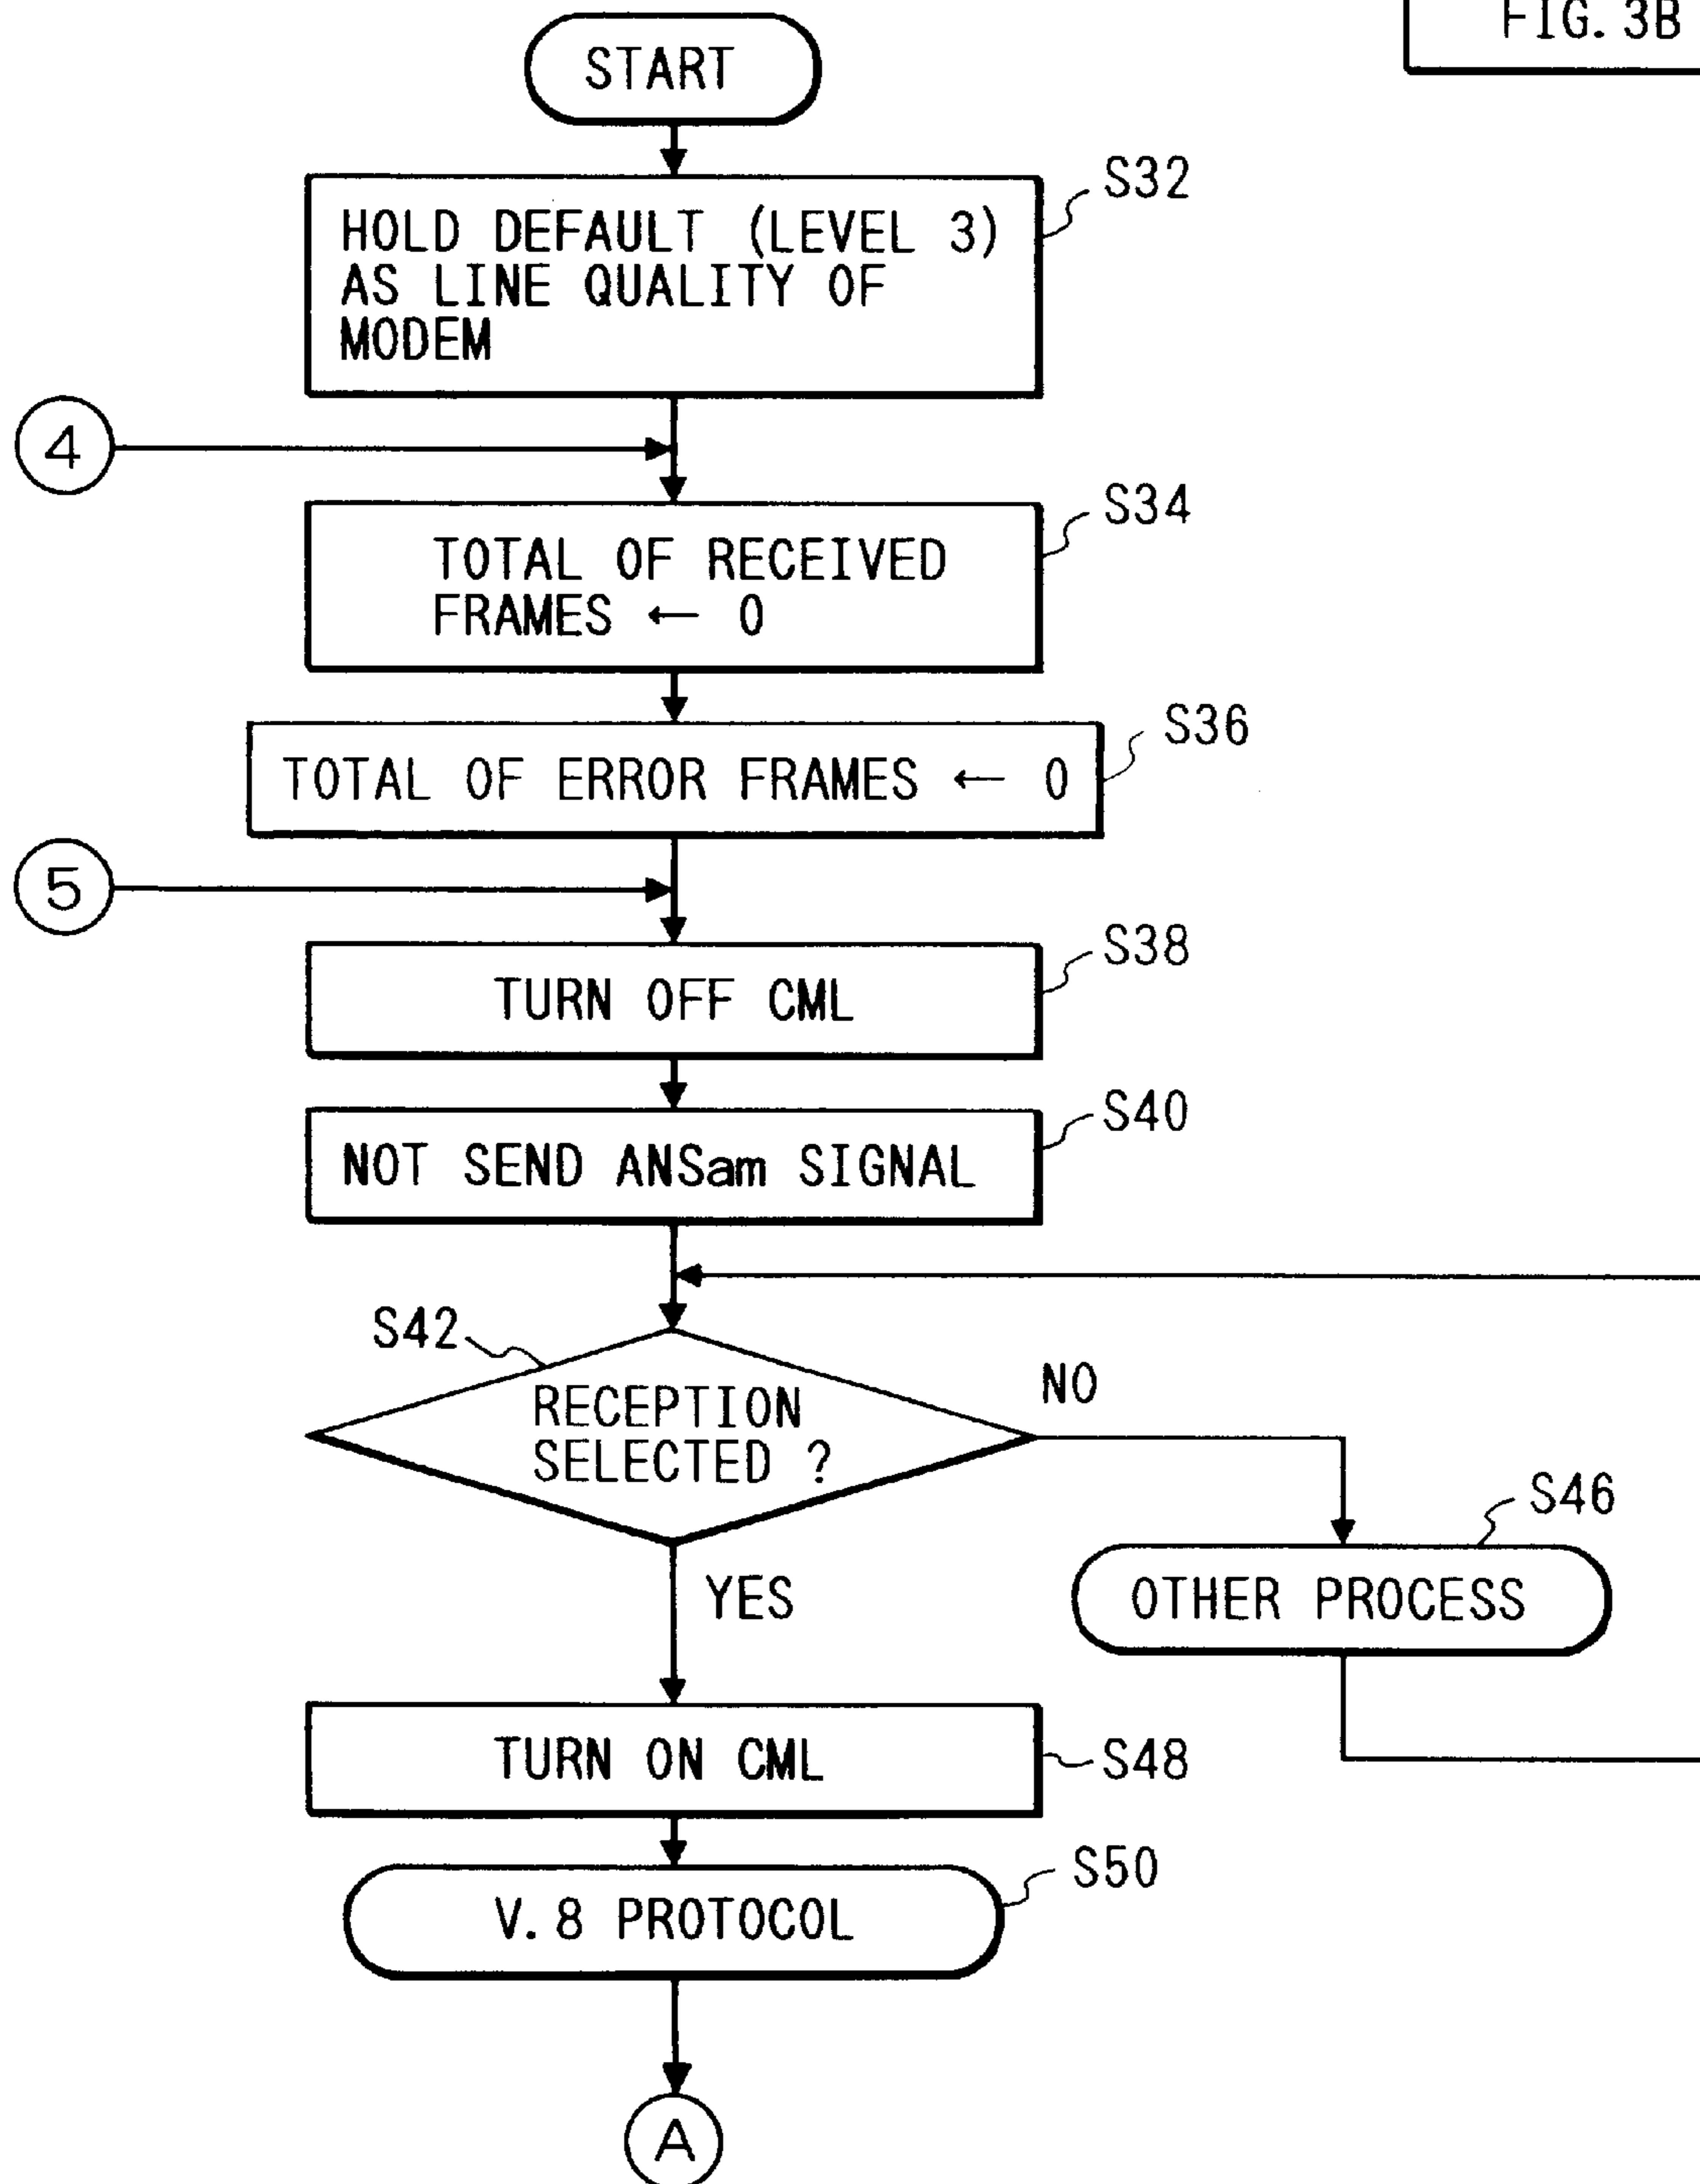 FIG. 3B
START
S32
HOLD DEFAULT (LEVEL 3)
AS LINE QUALITY OF
MODEM
4
S34
TOTAL OF RECEIVED
FRAMES ← 0
S36
TOTAL OF ERROR FRAMES ← 0
5
S38
TURN OFF CML
S40
NOT SEND ANSam SIGNAL
S42
RECEPTION
SELECTED ?
NO
S46
OTHER PROCESS
YES
TURN ON CML
S48
S50
V.8 PROTOCOL
A